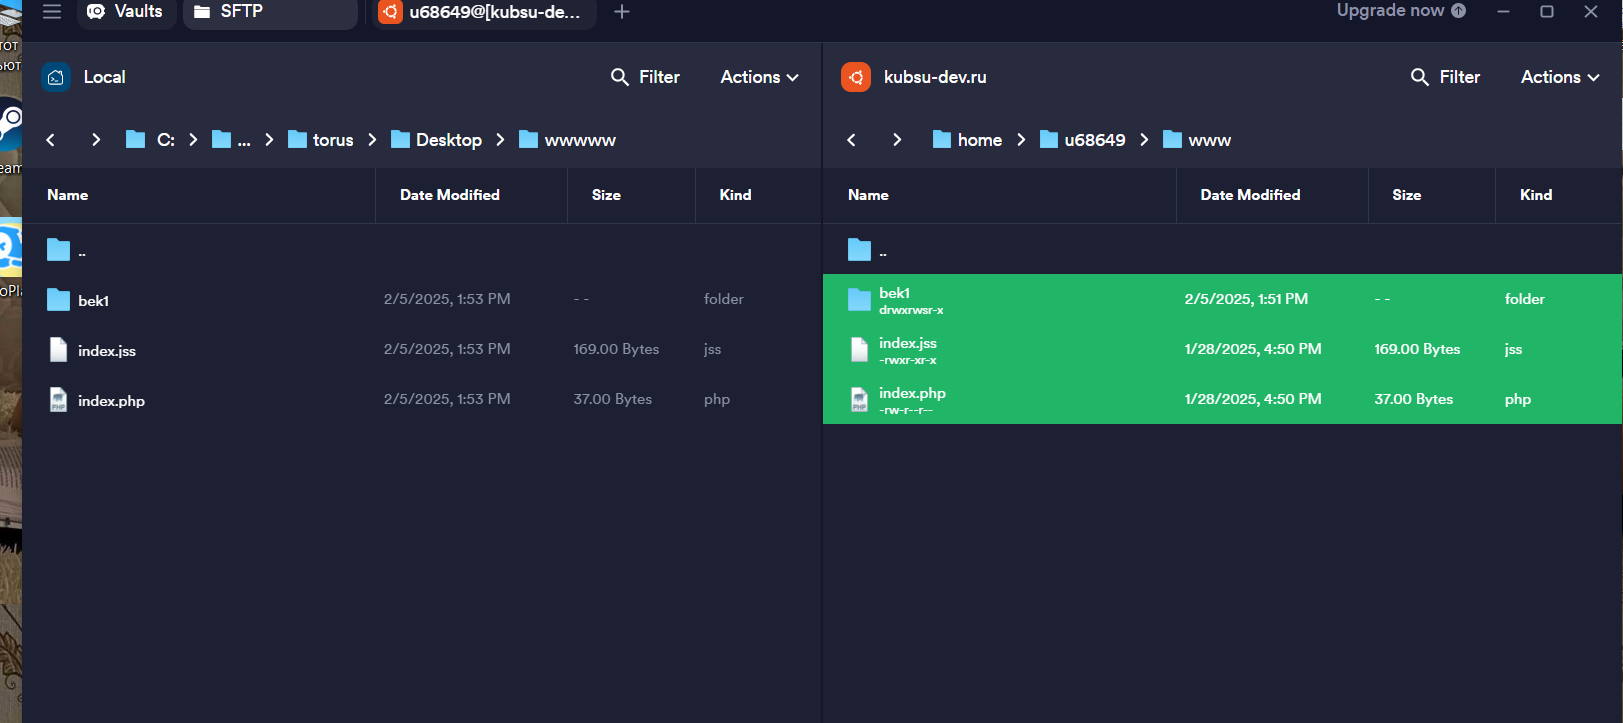 Vaults
SFTP
u68649@[kubsu-de...
Upgrade now
Local
Filter
Actions
C:
...
torus
Desktop
wwwww
Name
Date Modified
Size
Kind
..
bek1
2/5/2025, 1:53 PM
- -
folder
index.jss
2/5/2025, 1:53 PM
169.00 Bytes
jss
index.php
2/5/2025, 1:53 PM
37.00 Bytes
php
kubsu-dev.ru
Filter
Actions
home
u68649
www
Name
Date Modified
Size
Kind
..
bek1
drwxrwsr-x
2/5/2025, 1:51 PM
- -
folder
index.jss
-rwxr-xr-x
1/28/2025, 4:50 PM
169.00 Bytes
jss
index.php
-rw-r--r--
1/28/2025, 4:50 PM
37.00 Bytes
php